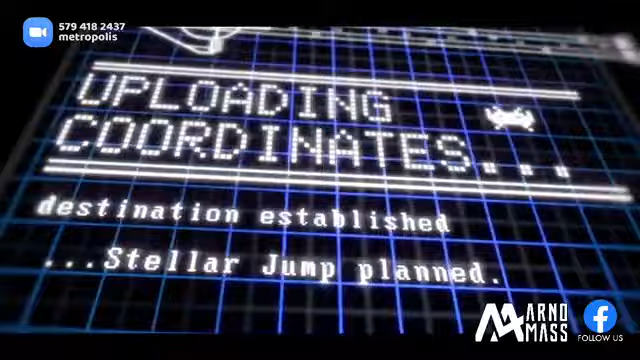 579 418 2437
metropolis
UPLOADING
COORDINATES...
destination established
...Stellar Jump planned.
ARNO
MASS
FOLLOW US